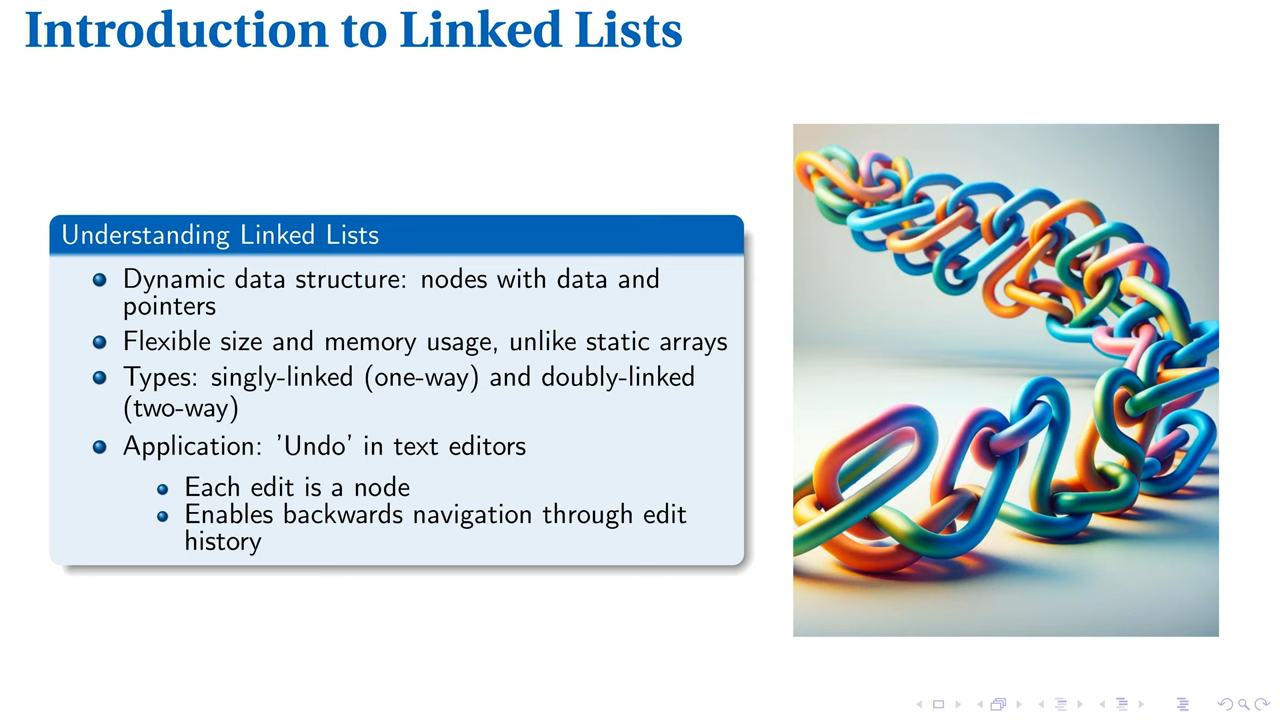 Introduction to Linked Lists
Understanding Linked Lists
Dynamic data structure: nodes with data and
pointers
Flexible size and memory usage, unlike static arrays
Types: singly-linked (one-way) and doubly-linked
(two-way)
Application: 'Undo' in text editors
Each edit is a node
Enables backwards navigation through edit
history